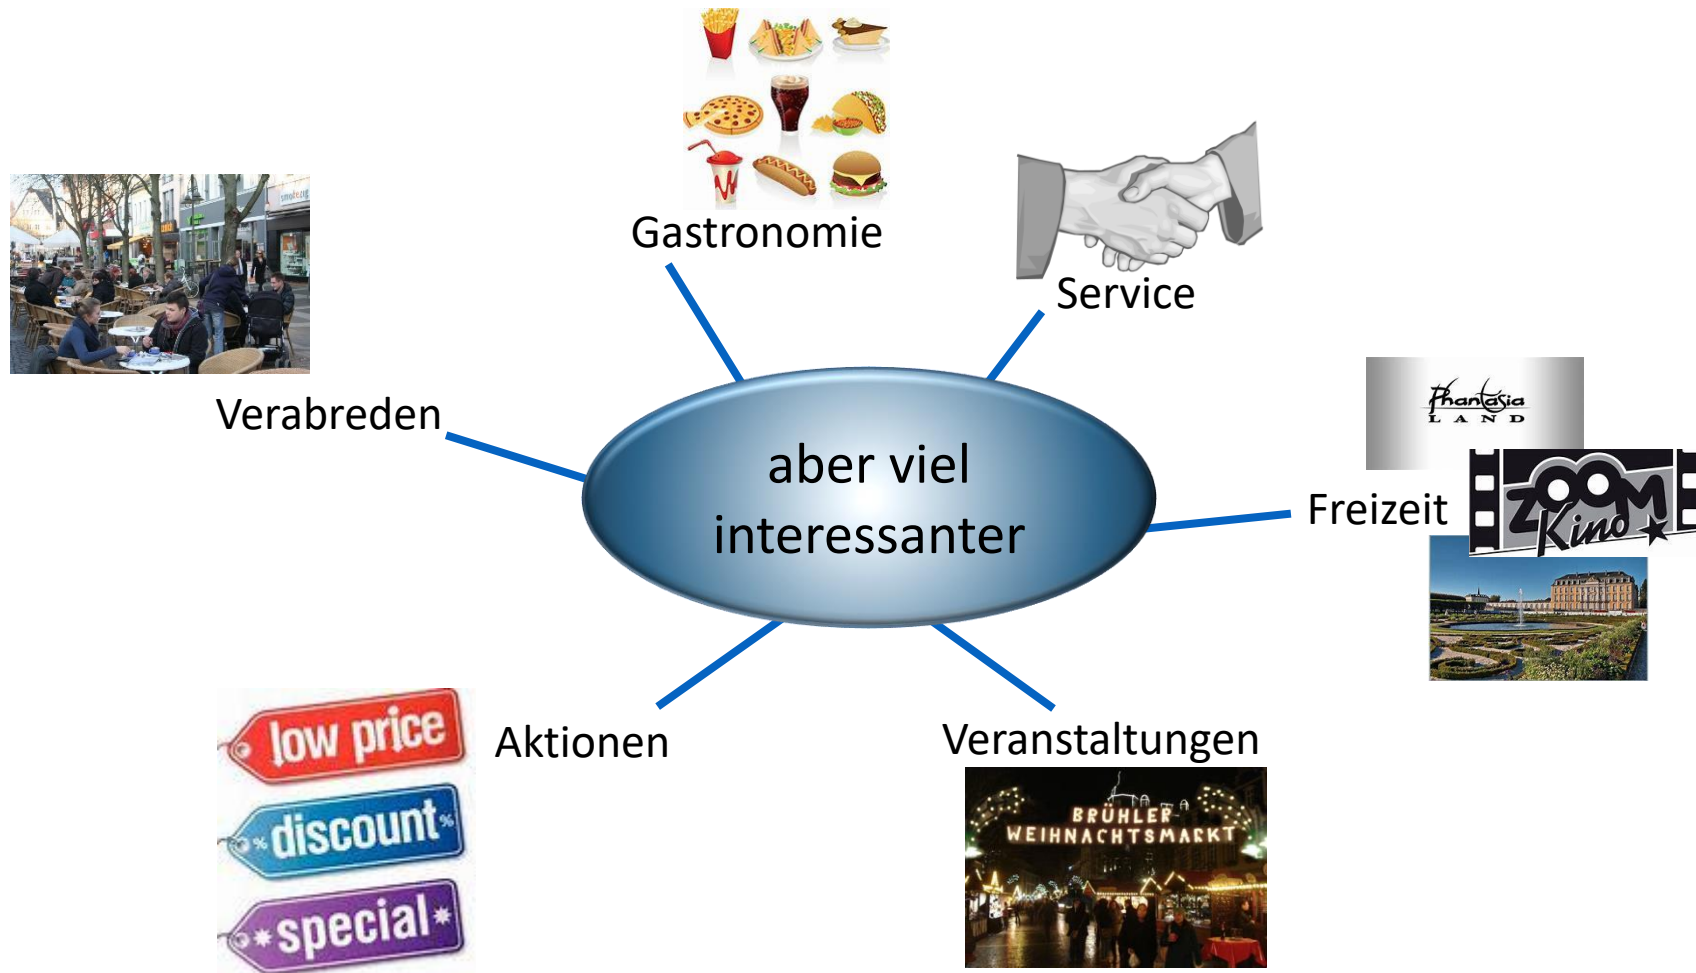 Gastronomie
Service
Verabreden
aber viel
interessanter
Phantasia
LAND
Freizeit
ZOOM
Kino
Aktionen
low price
% discount %
special
Veranstaltungen
BRÜHLER
WEIHNACHTSMARKT